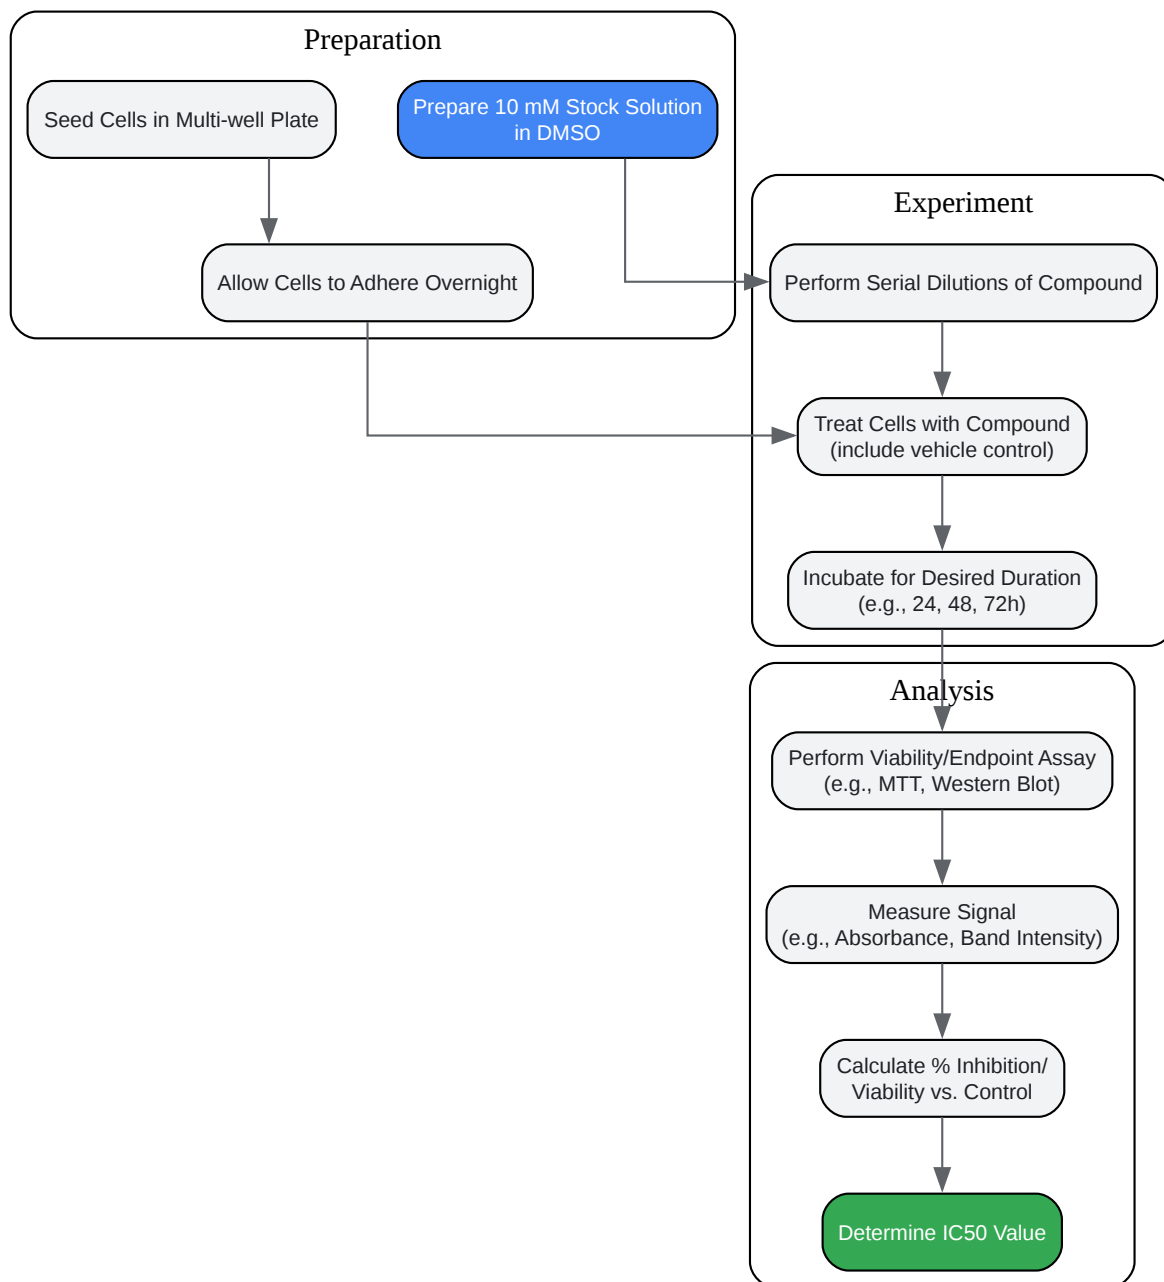 Preparation
Seed Cells in Multi-well Plate
Prepare 10 mM Stock Solution
in DMSO
Allow Cells to Adhere Overnight
Experiment
Perform Serial Dilutions of Compound
Treat Cells with Compound
(include vehicle control)
Incubate for Desired Duration
(e.g., 24, 48, 72h)
Analysis
Perform Viability/Endpoint Assay
(e.g., MTT, Western Blot)
Measure Signal
(e.g., Absorbance, Band Intensity)
Calculate % Inhibition/
Viability vs. Control
Determine IC50 Value